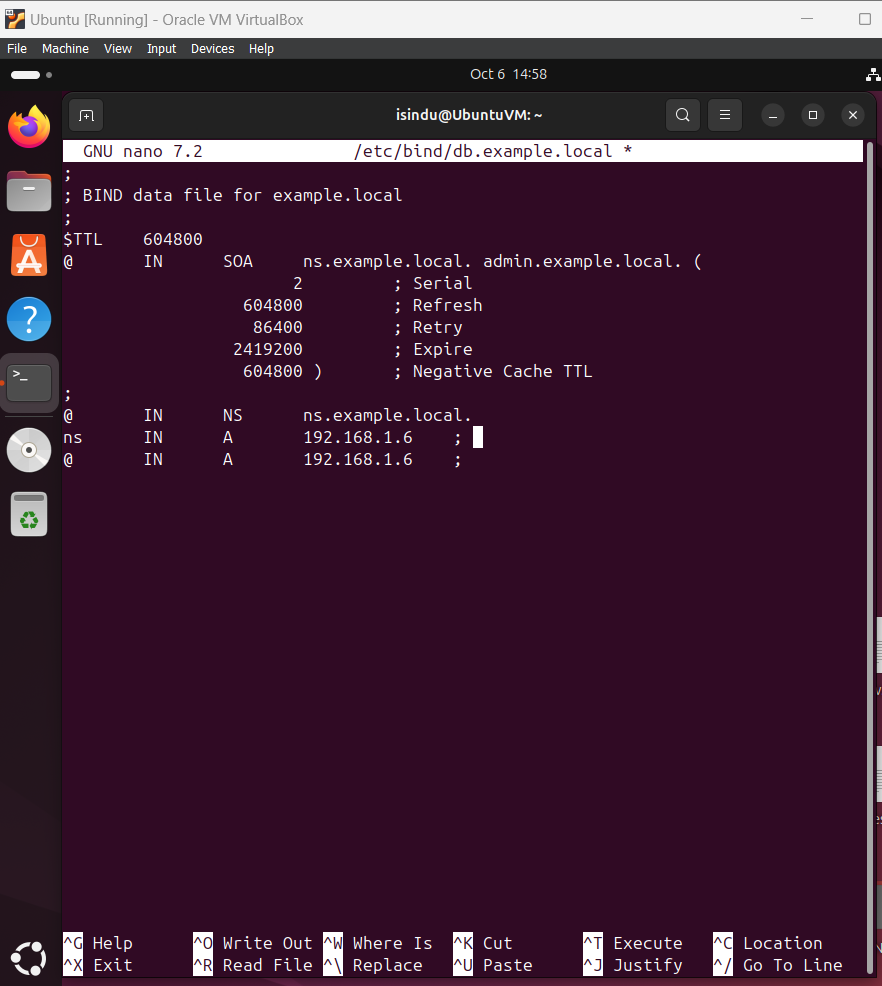 Ubuntu [Running] - Oracle VM VirtualBox
File Machine View Input Devices Help
Oct 6 14:58
isindu@UbuntuVM: ~
GNU nano 7.2 /etc/bind/db.example.local *
;
; BIND data file for example.local
;
$TTL 604800
@ IN SOA ns.example.local. admin.example.local. (
2 ; Serial
604800 ; Refresh
86400 ; Retry
2419200 ; Expire
604800 ) ; Negative Cache TTL
;
@ IN NS ns.example.local.
ns IN A 192.168.1.6 ;
@ IN A 192.168.1.6 ;
^G Help ^O Write Out ^W Where Is ^K Cut ^T Execute ^C Location
^X Exit ^R Read File ^\ Replace ^U Paste ^J Justify ^/ Go To Line